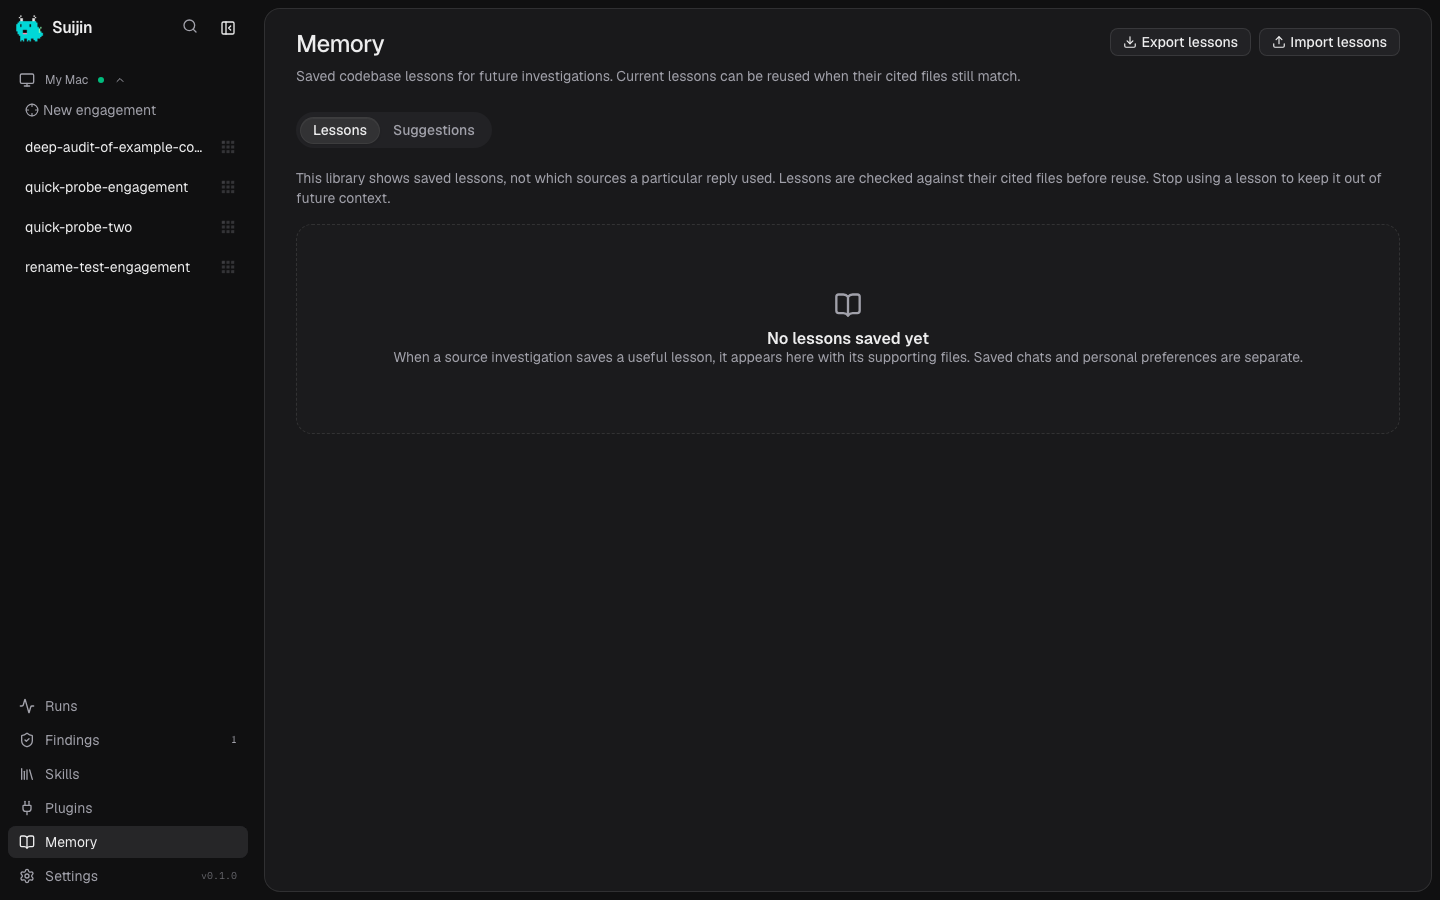 Suijin
My Mac
New engagement
deep-audit-of-example-co...
quick-probe-engagement
quick-probe-two
rename-test-engagement
Runs
Findings 1
Skills
Plugins
Memory
Settings v0.1.0
Memory
Export lessons
Import lessons
Saved codebase lessons for future investigations. Current lessons can be reused when their cited files still match.
Lessons
Suggestions
This library shows saved lessons, not which sources a particular reply used. Lessons are checked against their cited files before reuse. Stop using a lesson to keep it out of
future context.
No lessons saved yet
When a source investigation saves a useful lesson, it appears here with its supporting files. Saved chats and personal preferences are separate.